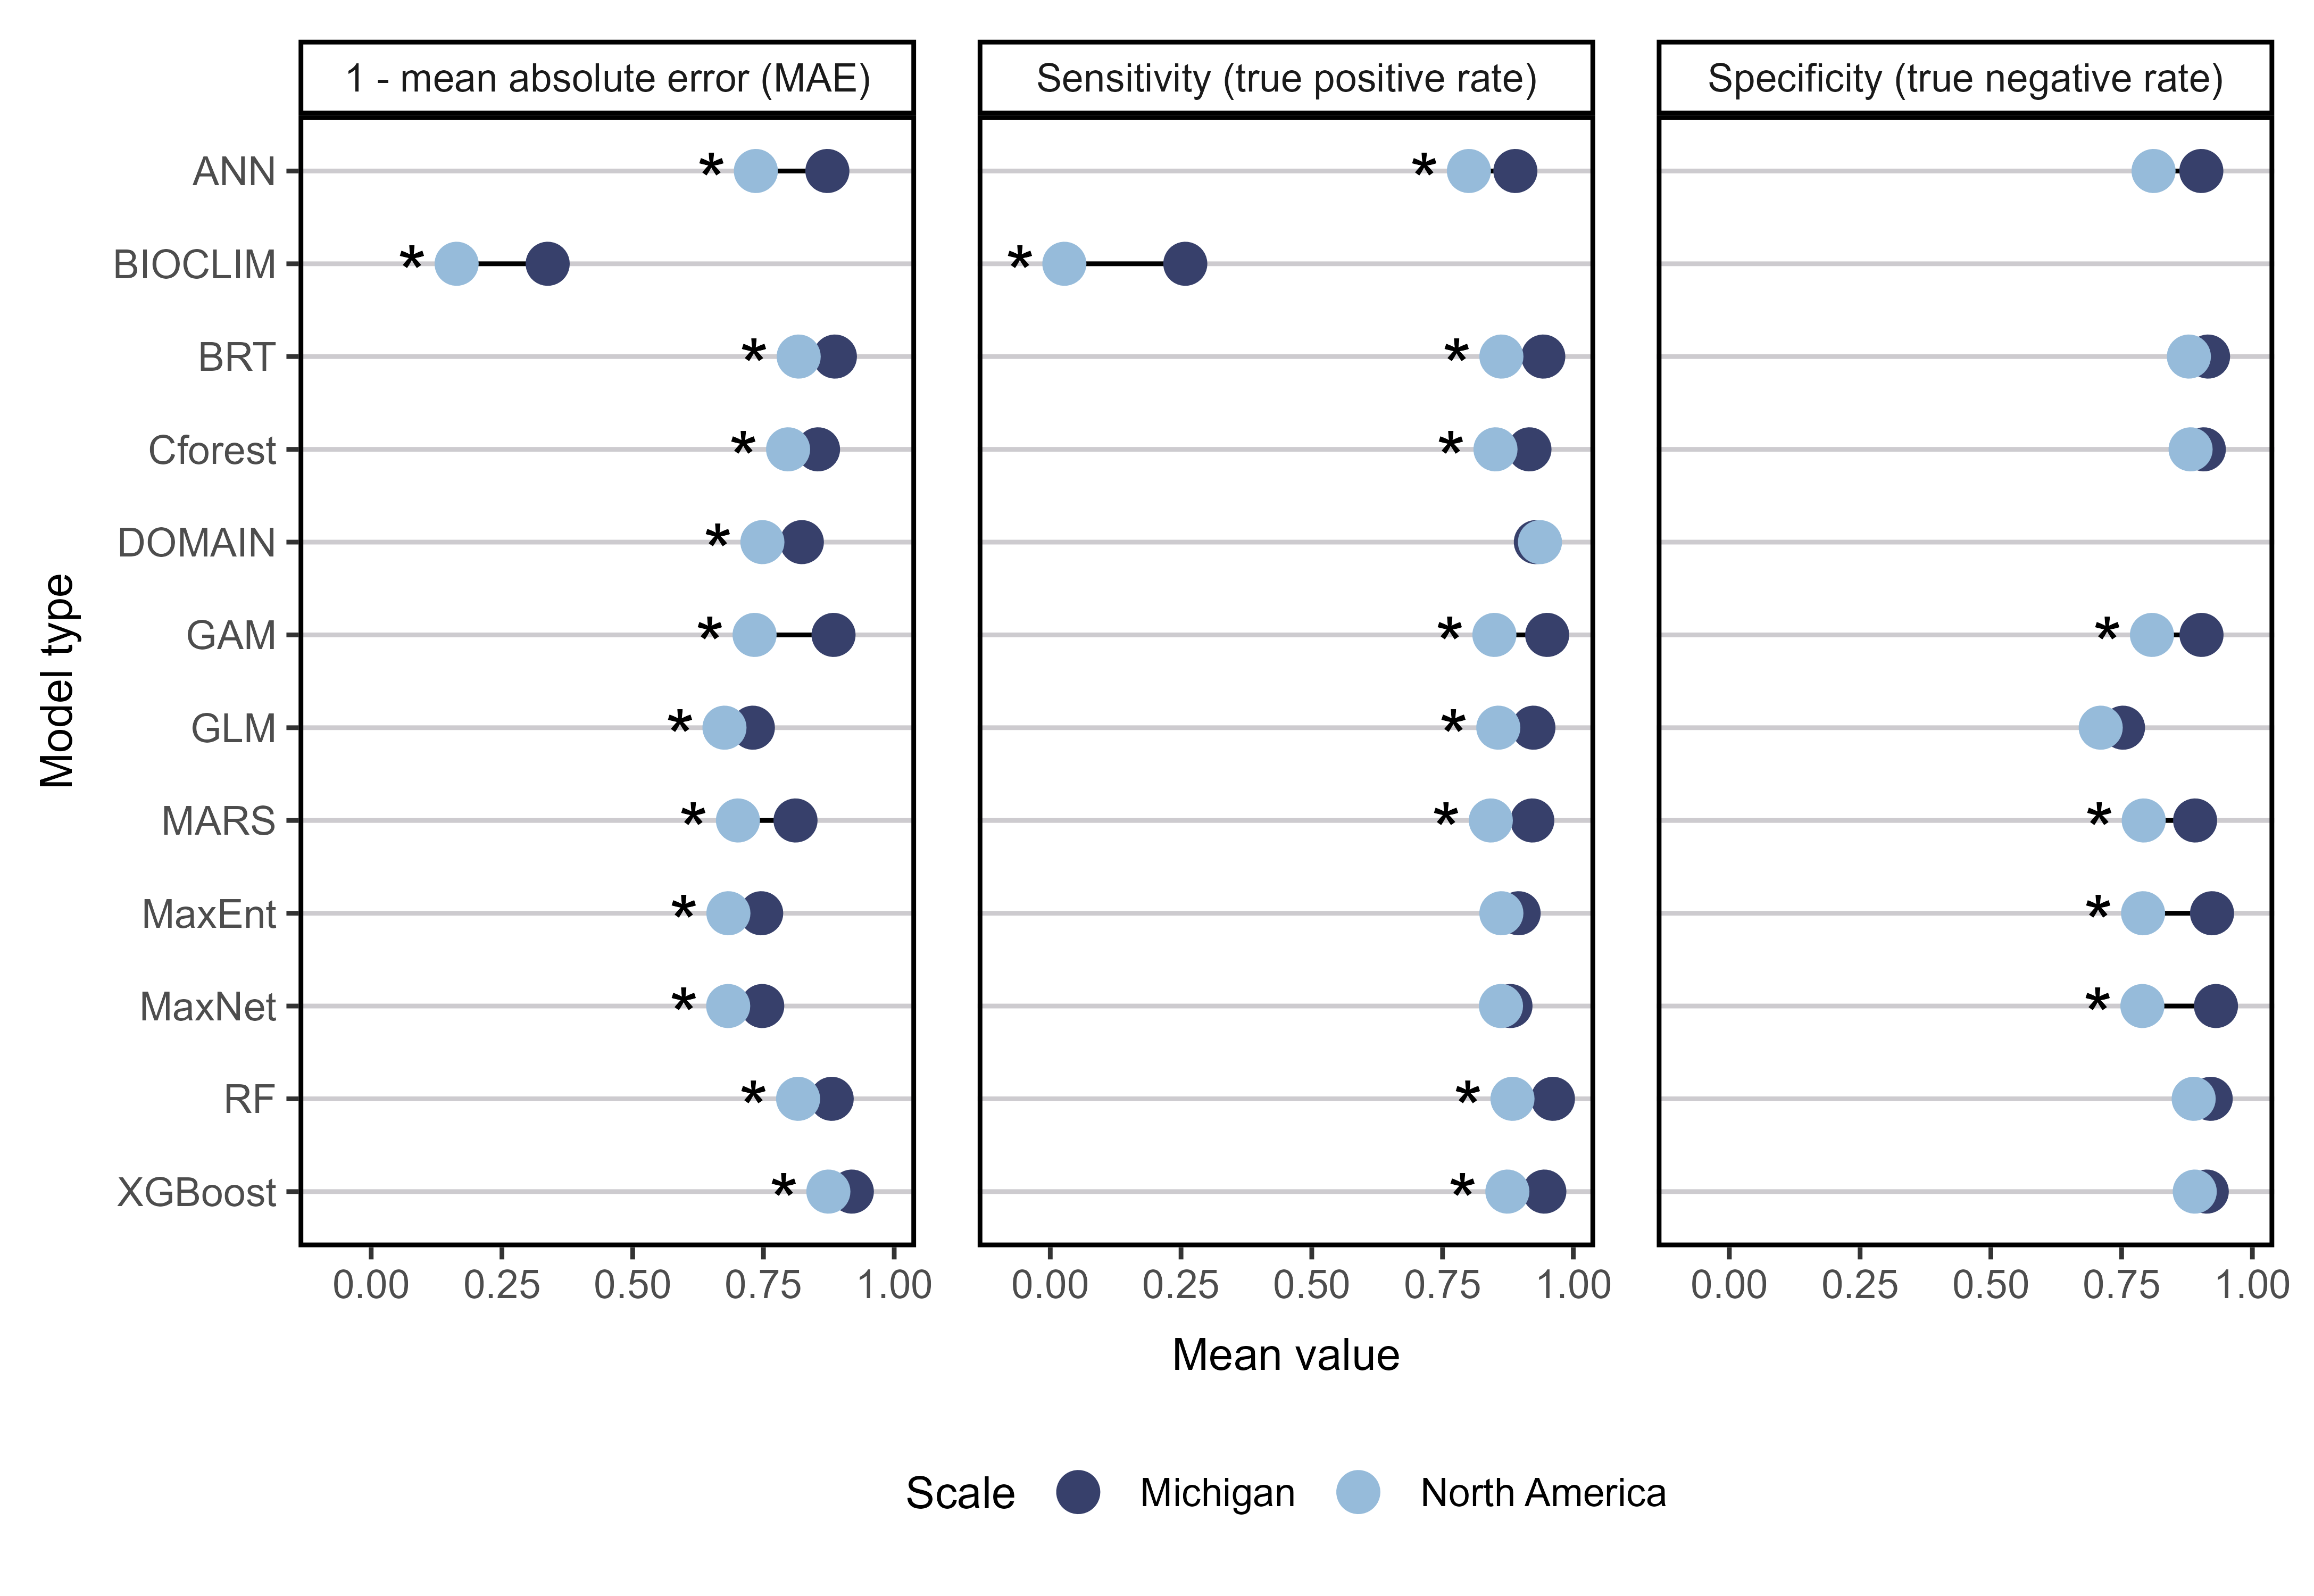 1 - mean absolute error (MAE)
Sensitivity (true positive rate)
Specificity (true negative rate)
Model type
ANN
* *
BIOCLIM
* *
BRT
* *
Cforest
* *
DOMAIN
*
GAM
* * *
GLM
* *
MARS
* * *
MaxEnt
* *
MaxNet
* *
RF
* *
XGBoost
* *
0.00 0.25 0.50 0.75 1.00
0.00 0.25 0.50 0.75 1.00
0.00 0.25 0.50 0.75 1.00
Mean value
Scale Michigan North America